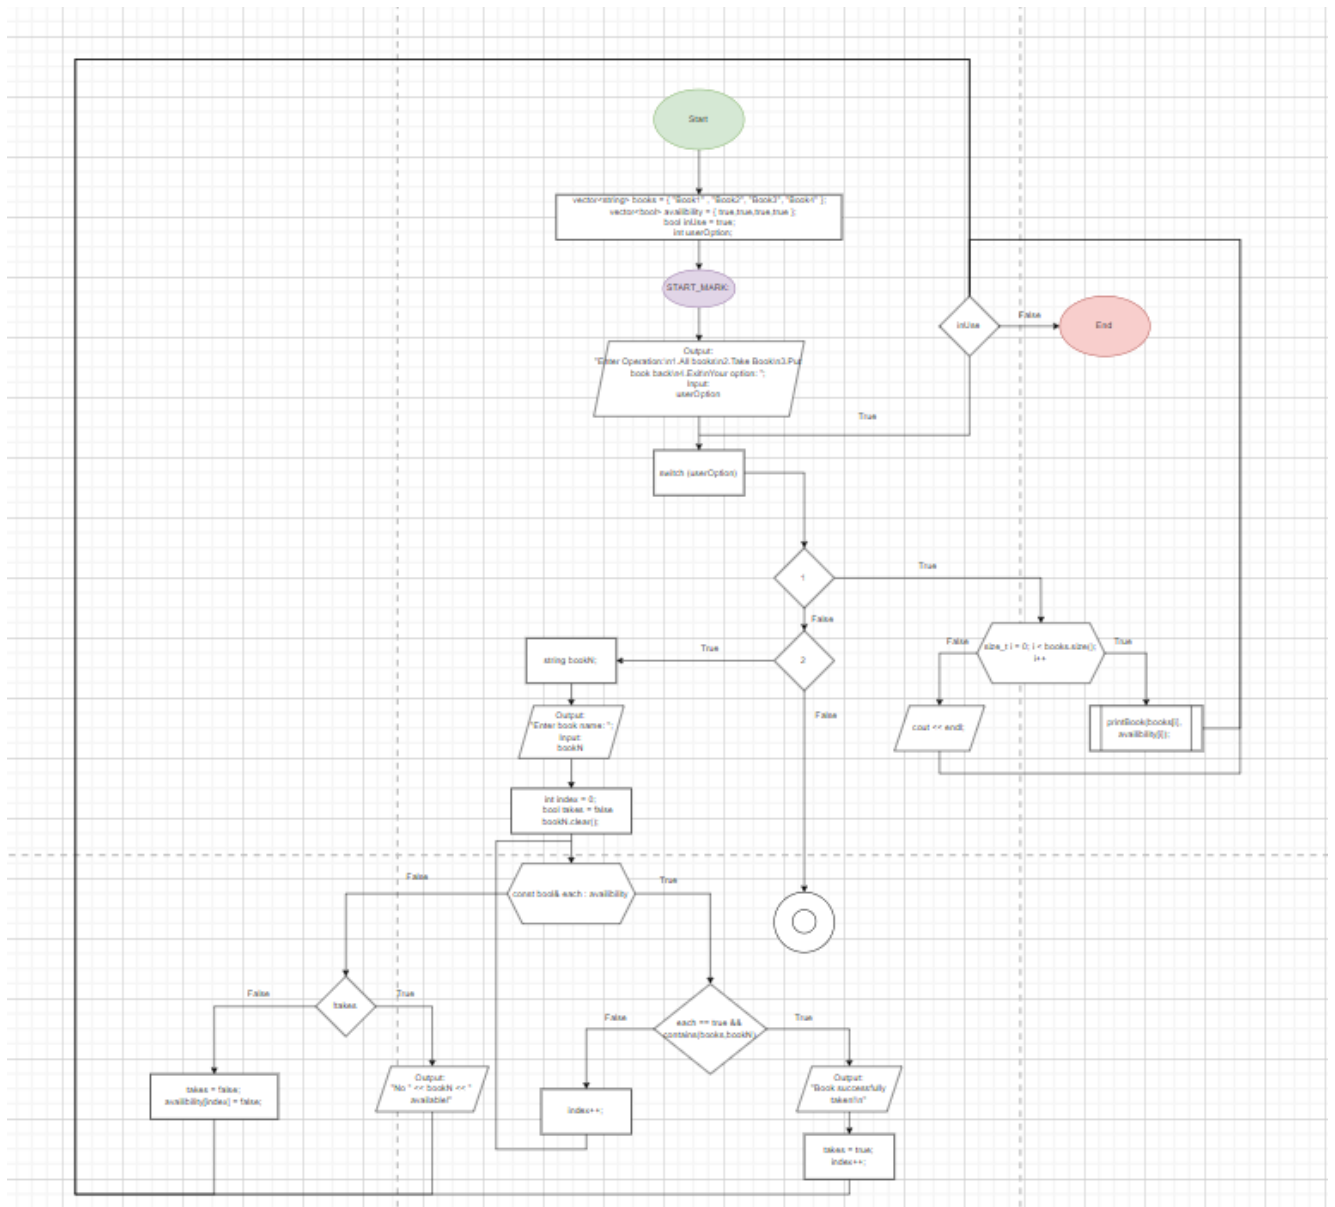 Start
vector<string> books = { "Book1" , "Book2", "Book3", "Book4" };
vector<bool> availibility = { true,true,true,true };
bool inUse = true;
int userOption;
START_MARK:
inUse
False
End
Output:
"Enter Operation:\n1.All books\n2.Take Book\n3.Put
book back\n4.Exit\nYour option: ";
Input:
userOption
True
switch (userOption)
1
True
False
2
True
False
string bookN;
False
size_t i = 0; i < books.size();
i++
True
Output:
"Enter book name: ";
Input:
bookN
cout << endl;
printBook(books[i],
availibility[i]);
int index = 0;
bool takes = false
bookN.clear();
False
const bool& each : availibility
True
False
True
False
each == true &&
contains(books,bookN)
True
takes = false;
availibility[index] = false;
Output:
"No " << bookN << "
available!"
index++;
Output:
"Book successfully
taken!\n"
takes = true;
index++;